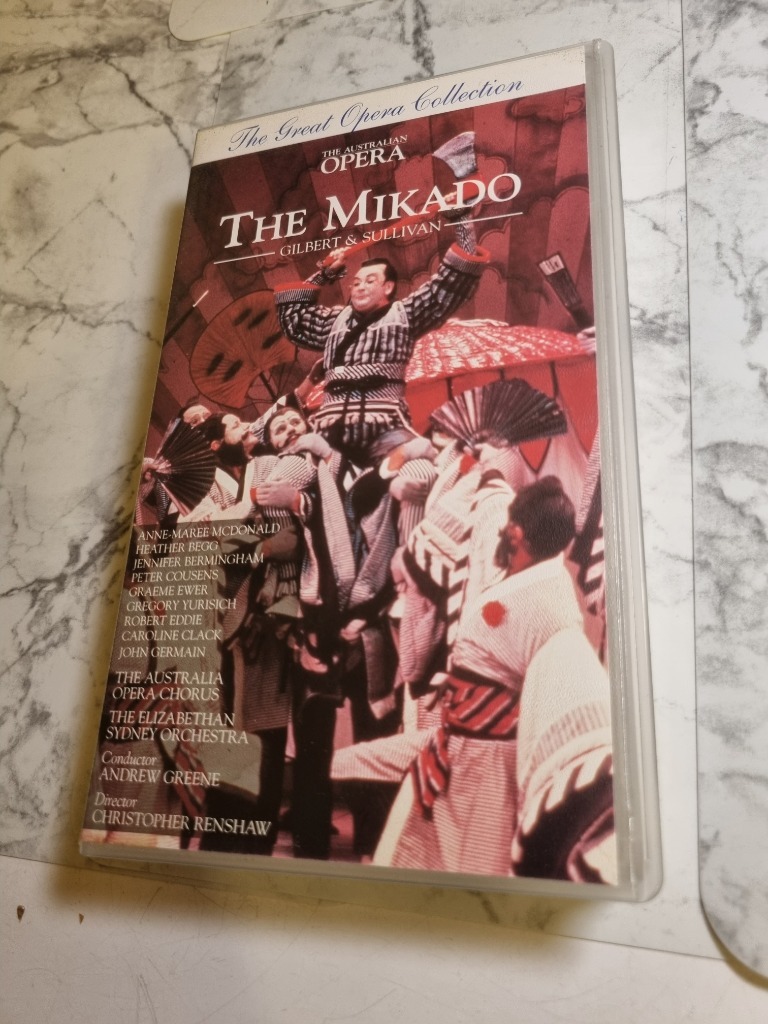 The Great Opera Collection
THE AUSTRALIAN
OPERA
THE MIKADO
GILBERT & SULLIVAN
ANNE-MAREE MCDONALD
HEATHER BEGG
JENNIFER BERMINGHAM
PETER COUSENS
GRAEME EWER
GREGORY YURISICH
ROBERT EDDIE
CAROLINE CLACK
JOHN GERMAIN
THE AUSTRALIA
OPERA CHORUS
THE ELIZABETHAN
SYDNEY ORCHESTRA
Conductor
ANDREW GREENE
Director
CHRISTOPHER RENSHAW